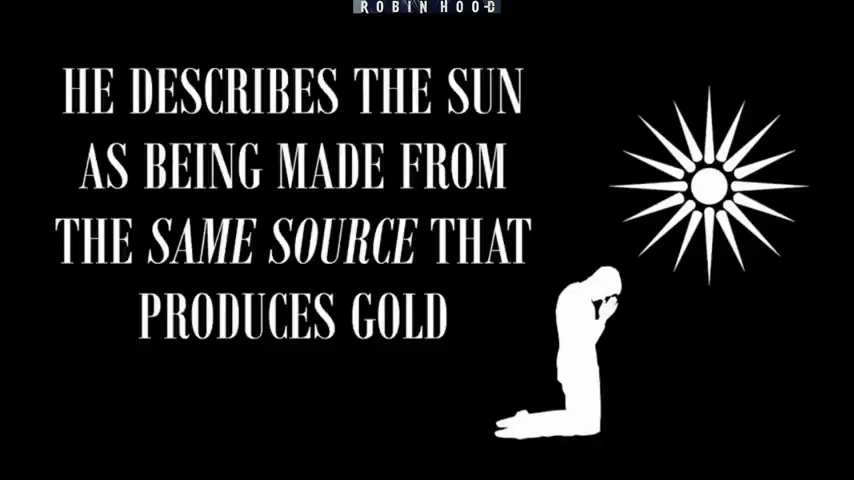 ROBIN HOOD
HE DESCRIBES THE SUN
AS BEING MADE FROM
THE SAME SOURCE THAT
PRODUCES GOLD